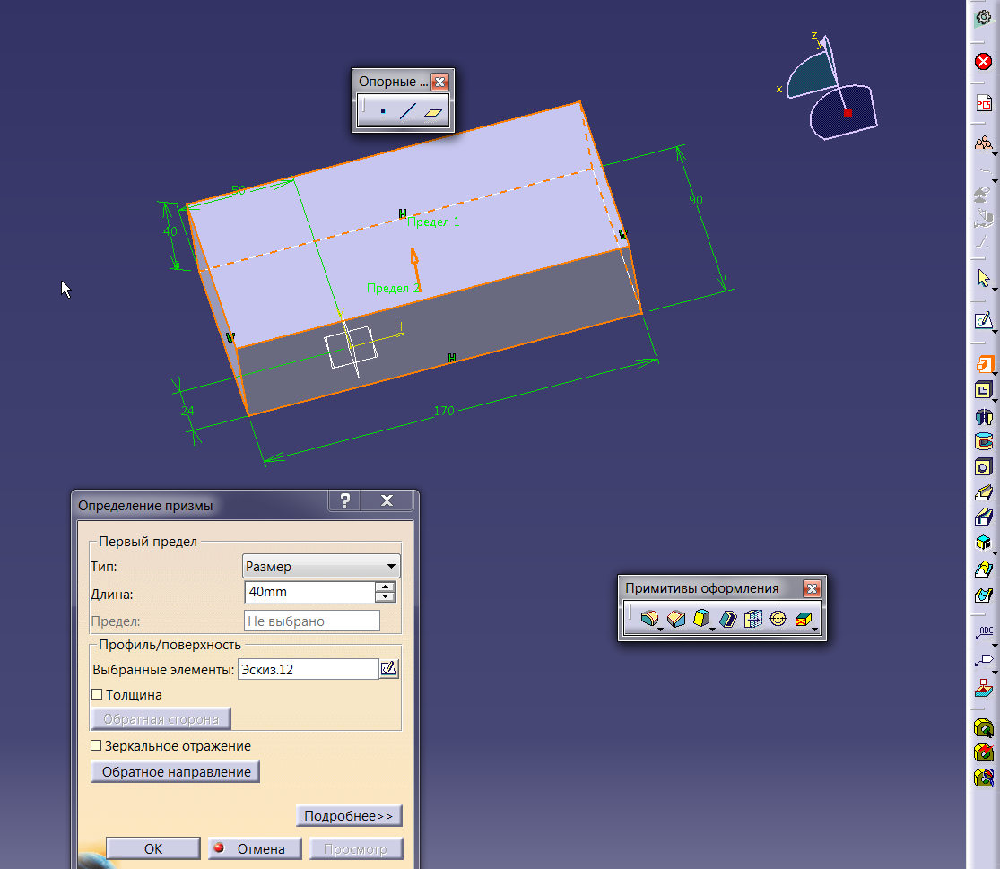 z
y
x
Опорные ...
PCS
50
40
H
Предел 1
90
V
Предел 2
H
V
H
24
170
Определение призмы
?
Первый предел
Тип:
Размер
Длина:
40mm
Предел:
Не выбрано
Профиль/поверхность
Выбранные элементы:
Эскиз.12
Толщина
Обратная сторона
Зеркальное отражение
Обратное направление
Подробнее>>
OK
Отмена
Просмотр
Примитивы оформления
ABC